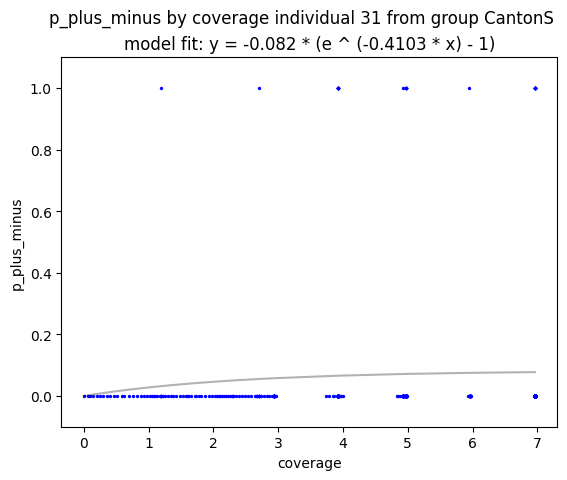 p_plus_minus by coverage individual 31 from group CantonS
model fit: y = -0.082 * (e ^ (-0.4103 * x) - 1)
1.0
0.8
0.6
0.4
0.2
0.0
p_plus_minus
0 1 2 3 4 5 6 7
coverage